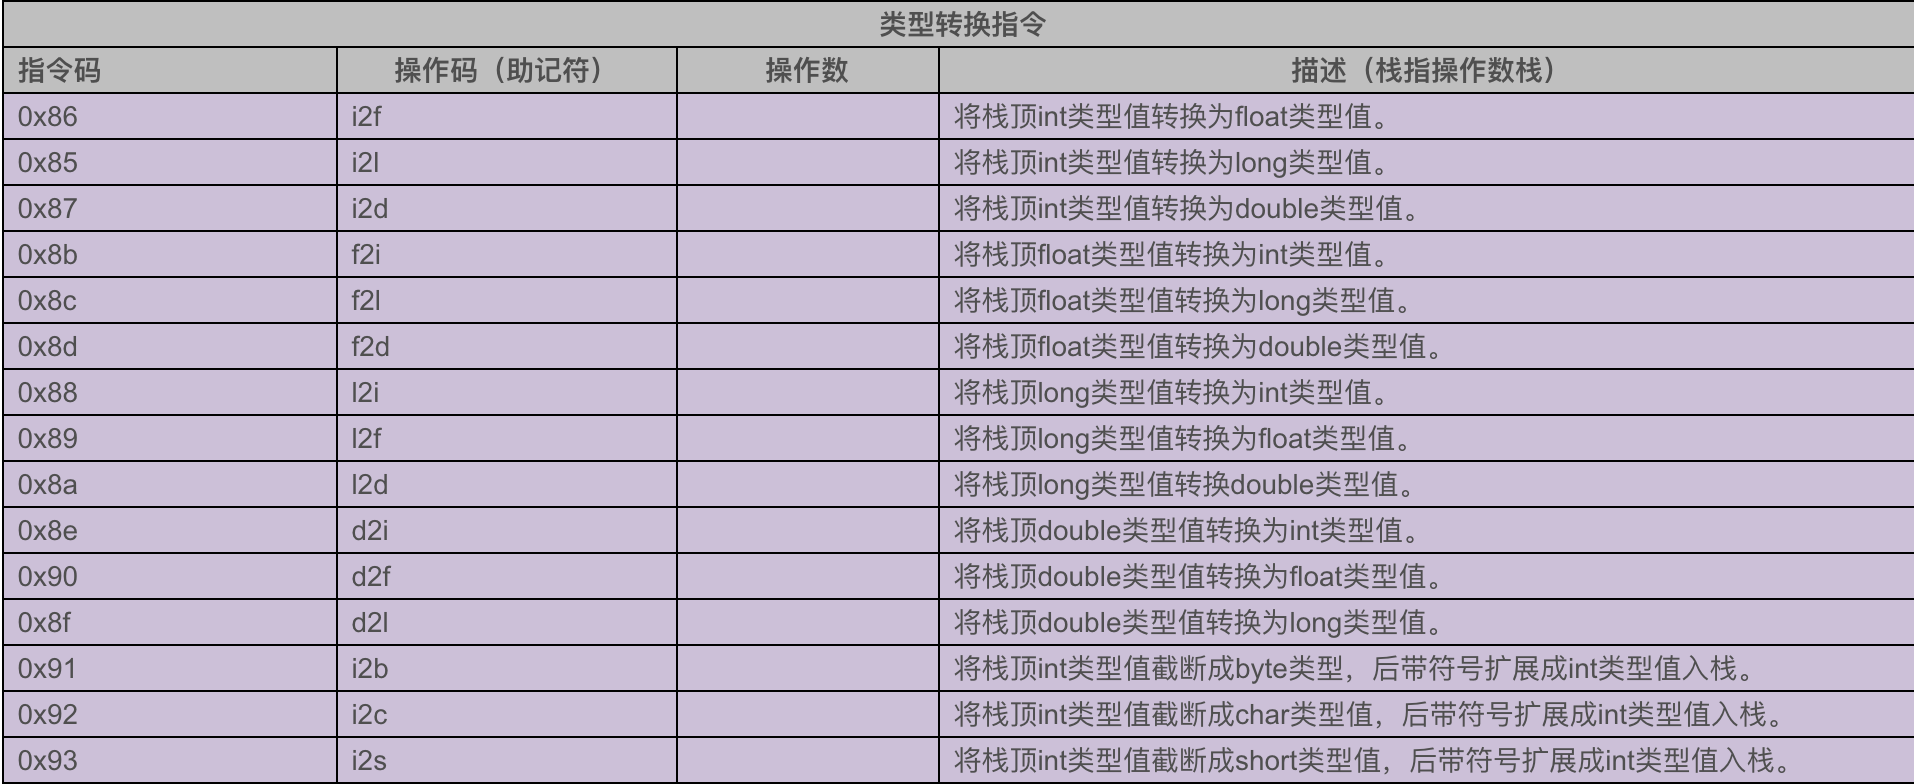 类型转换指令
指令码 操作码（助记符） 操作数 描述（栈指操作数栈）
0x86 i2f 将栈顶int类型值转换为float类型值。
0x85 i2l 将栈顶int类型值转换为long类型值。
0x87 i2d 将栈顶int类型值转换为double类型值。
0x8b f2i 将栈顶float类型值转换为int类型值。
0x8c f2l 将栈顶float类型值转换为long类型值。
0x8d f2d 将栈顶float类型值转换为double类型值。
0x88 l2i 将栈顶long类型值转换为int类型值。
0x89 l2f 将栈顶long类型值转换为float类型值。
0x8a l2d 将栈顶long类型值转换double类型值。
0x8e d2i 将栈顶double类型值转换为int类型值。
0x90 d2f 将栈顶double类型值转换为float类型值。
0x8f d2l 将栈顶double类型值转换为long类型值。
0x91 i2b 将栈顶int类型值截断成byte类型，后带符号扩展成int类型值入栈。
0x92 i2c 将栈顶int类型值截断成char类型值，后带符号扩展成int类型值入栈。
0x93 i2s 将栈顶int类型值截断成short类型值，后带符号扩展成int类型值入栈。